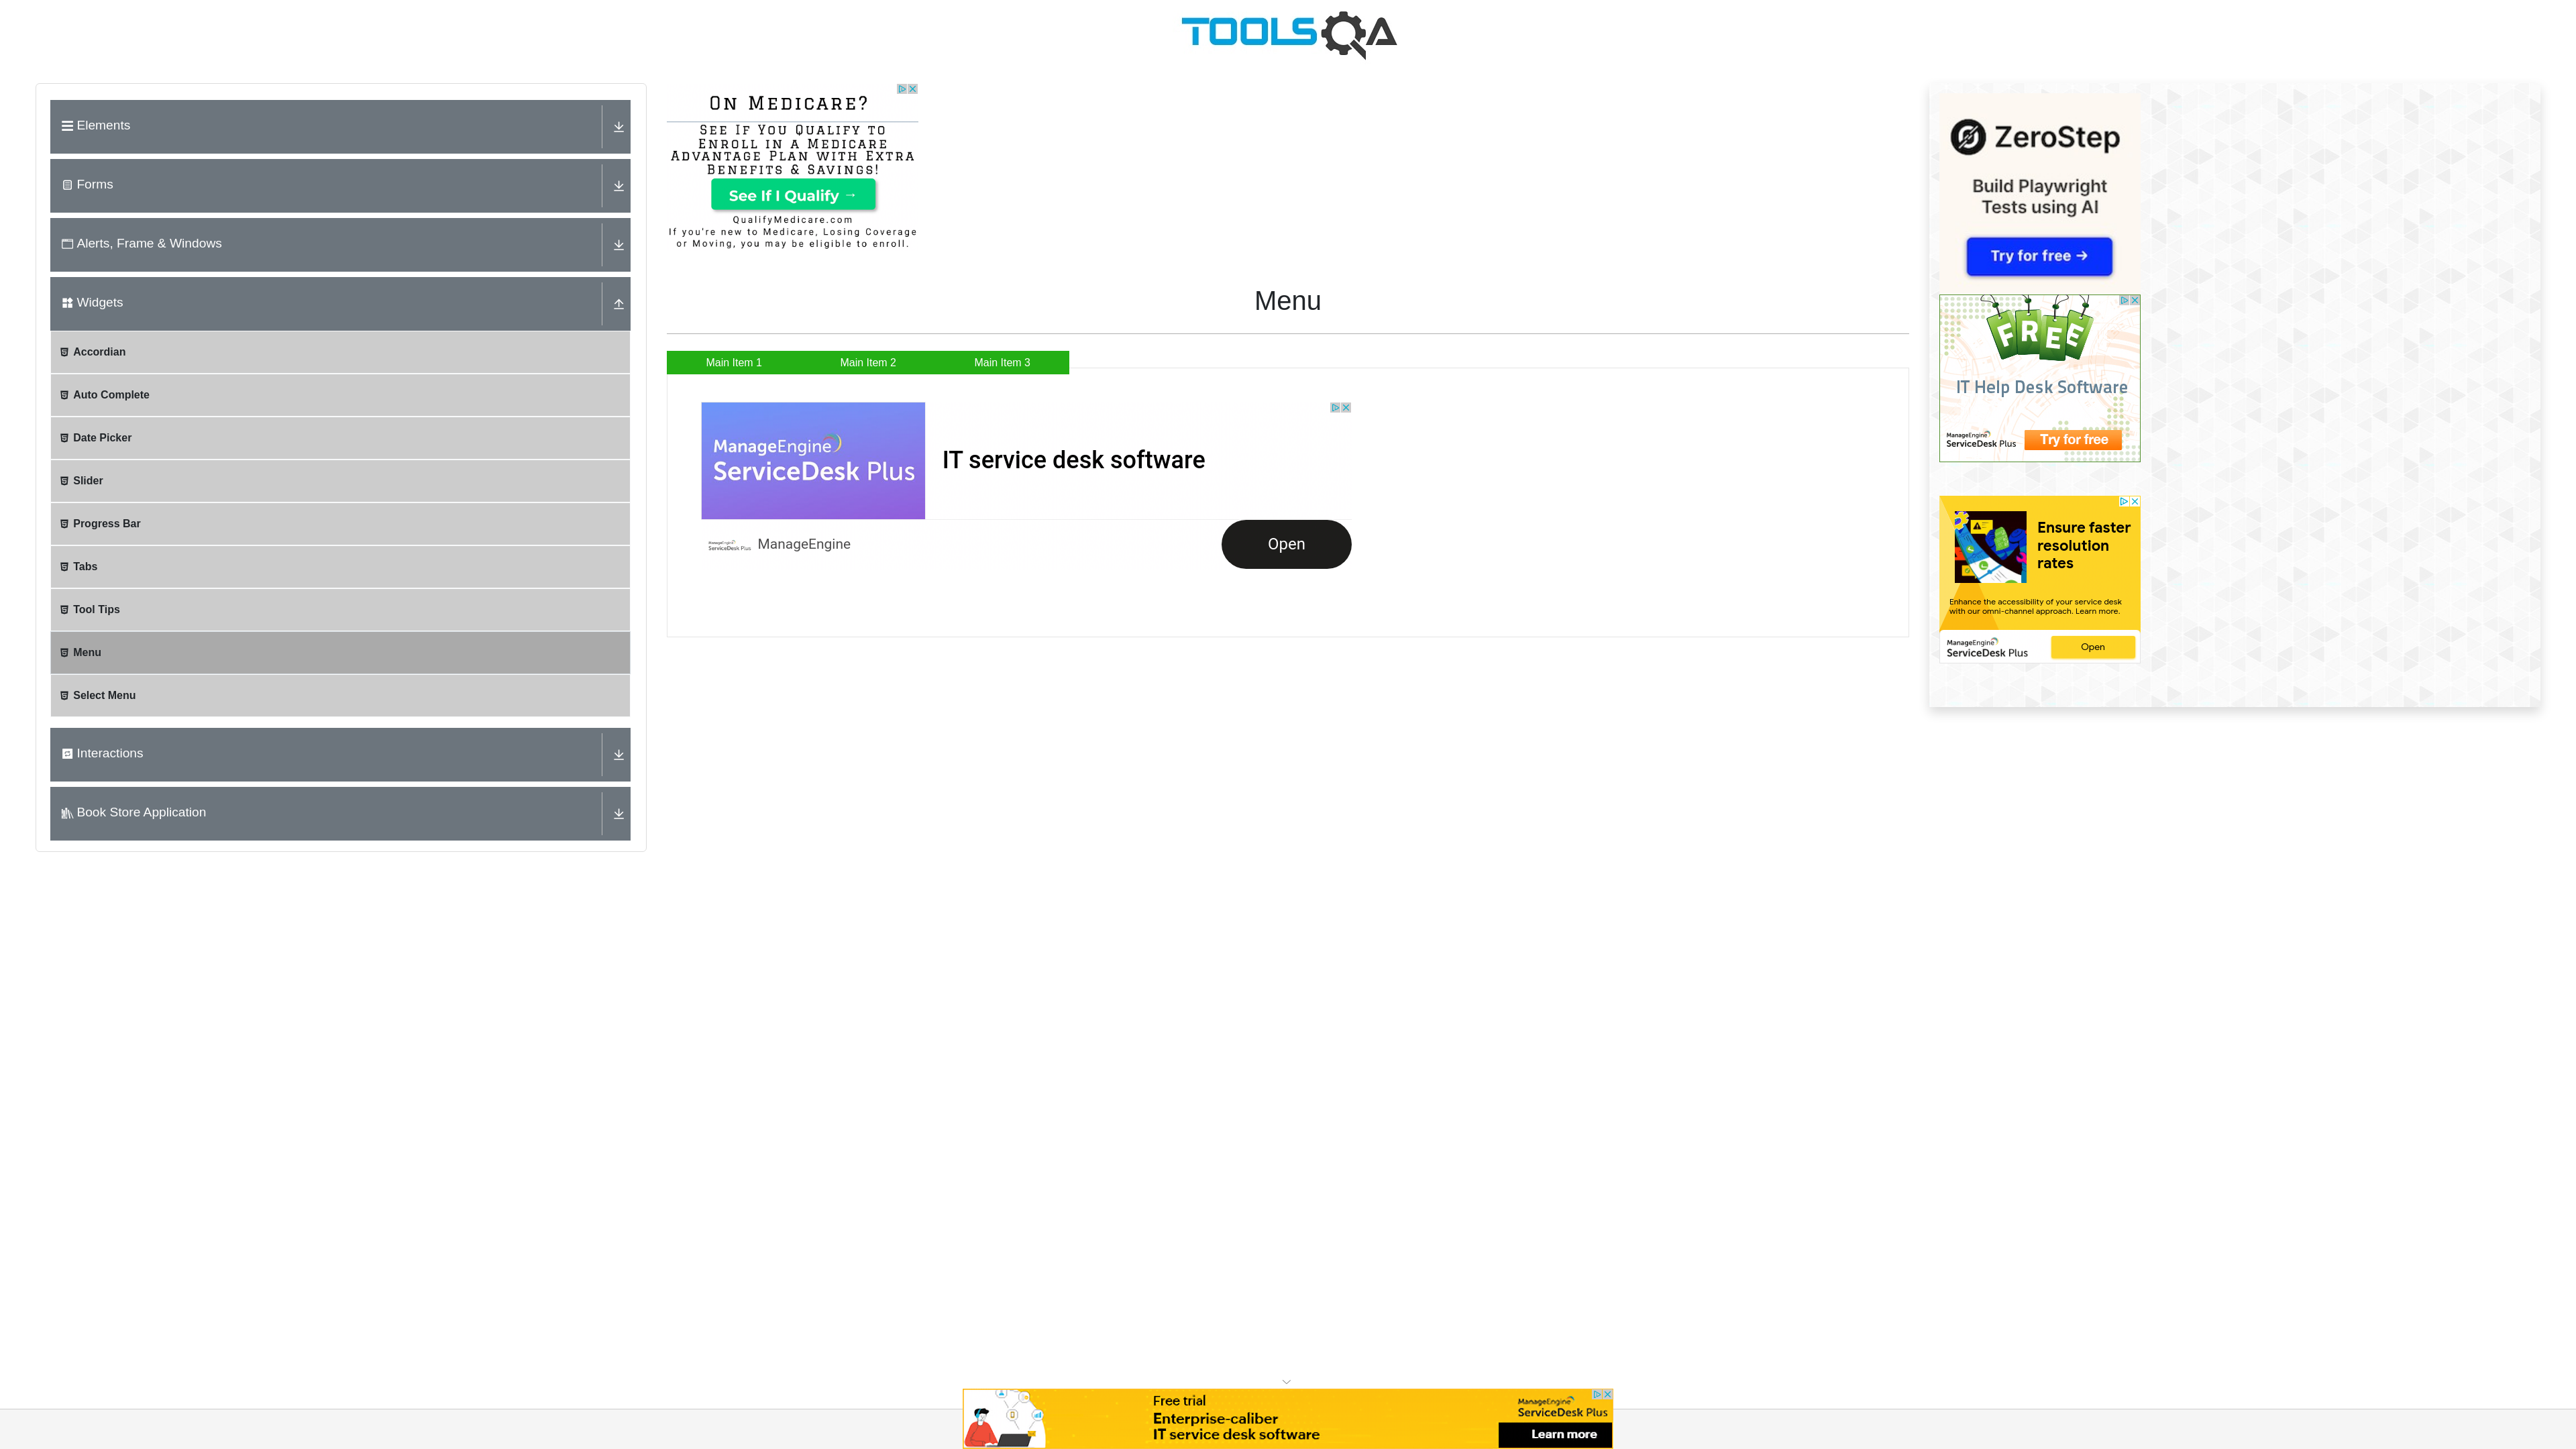 TOOLSQA
Elements
Forms
Alerts, Frame & Windows
Widgets
Accordian
Auto Complete
Date Picker
Slider
Progress Bar
Tabs
Tool Tips
Menu
Select Menu
Interactions
Book Store Application
On Medicare?
See If You Qualify to
Enroll in a Medicare
Advantage Plan with Extra
Benefits & Savings!
See If I Qualify →
QualifyMedicare.com
If you're new to Medicare, Losing Coverage
or Moving, you may be eligible to enroll.
Menu
Main Item 1
Main Item 2
Main Item 3
ManageEngine
ServiceDesk Plus
IT service desk software
ManageEngine
ServiceDesk Plus
ManageEngine
Open
ZeroStep
Build Playwright
Tests using AI
Try for free →
FREE
IT Help Desk Software
ManageEngine
ServiceDesk Plus
Try for free
Ensure faster
resolution
rates
Enhance the accessibility of your service desk
with our omni-channel approach. Learn more.
ManageEngine
ServiceDesk Plus
Open
Free trial
Enterprise-caliber
IT service desk software
ManageEngine
ServiceDesk Plus
Learn more